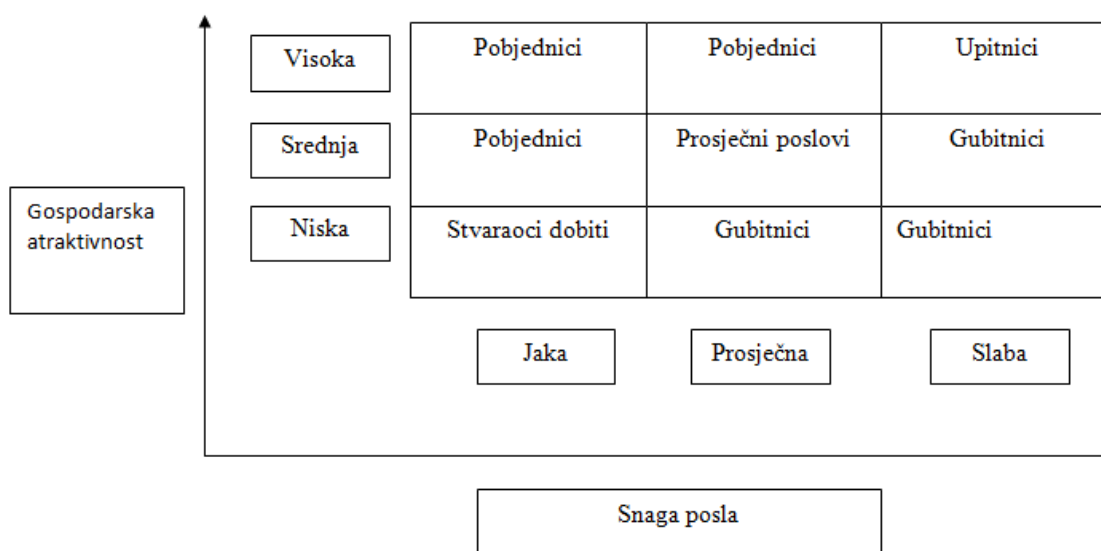 Visoka
Pobjednici
Pobjednici
Upitnici
Srednja
Pobjednici
Prosječni poslovi
Gubitnici
Gospodarska
atraktivnost
Niska
Stvaraoci dobiti
Gubitnici
Gubitnici
Jaka
Prosječna
Slaba
Snaga posla